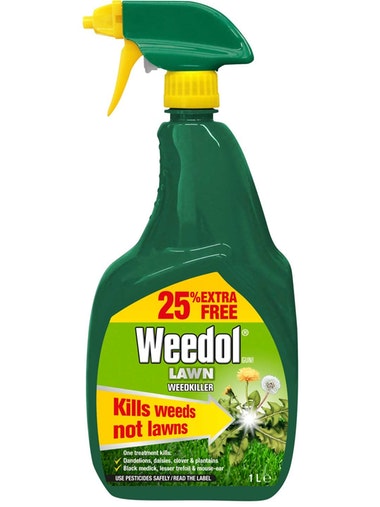 25% EXTRA
FREE
Weedol®
GUN!
LAWN
WEEDKILLER
Kills weeds
not lawns
One treatment kills:
• Dandelions, daisies, clover & plantains
• Black medick, lesser trefoil & mouse-ear
USE PESTICIDES SAFELY / READ THE LABEL
1L℮